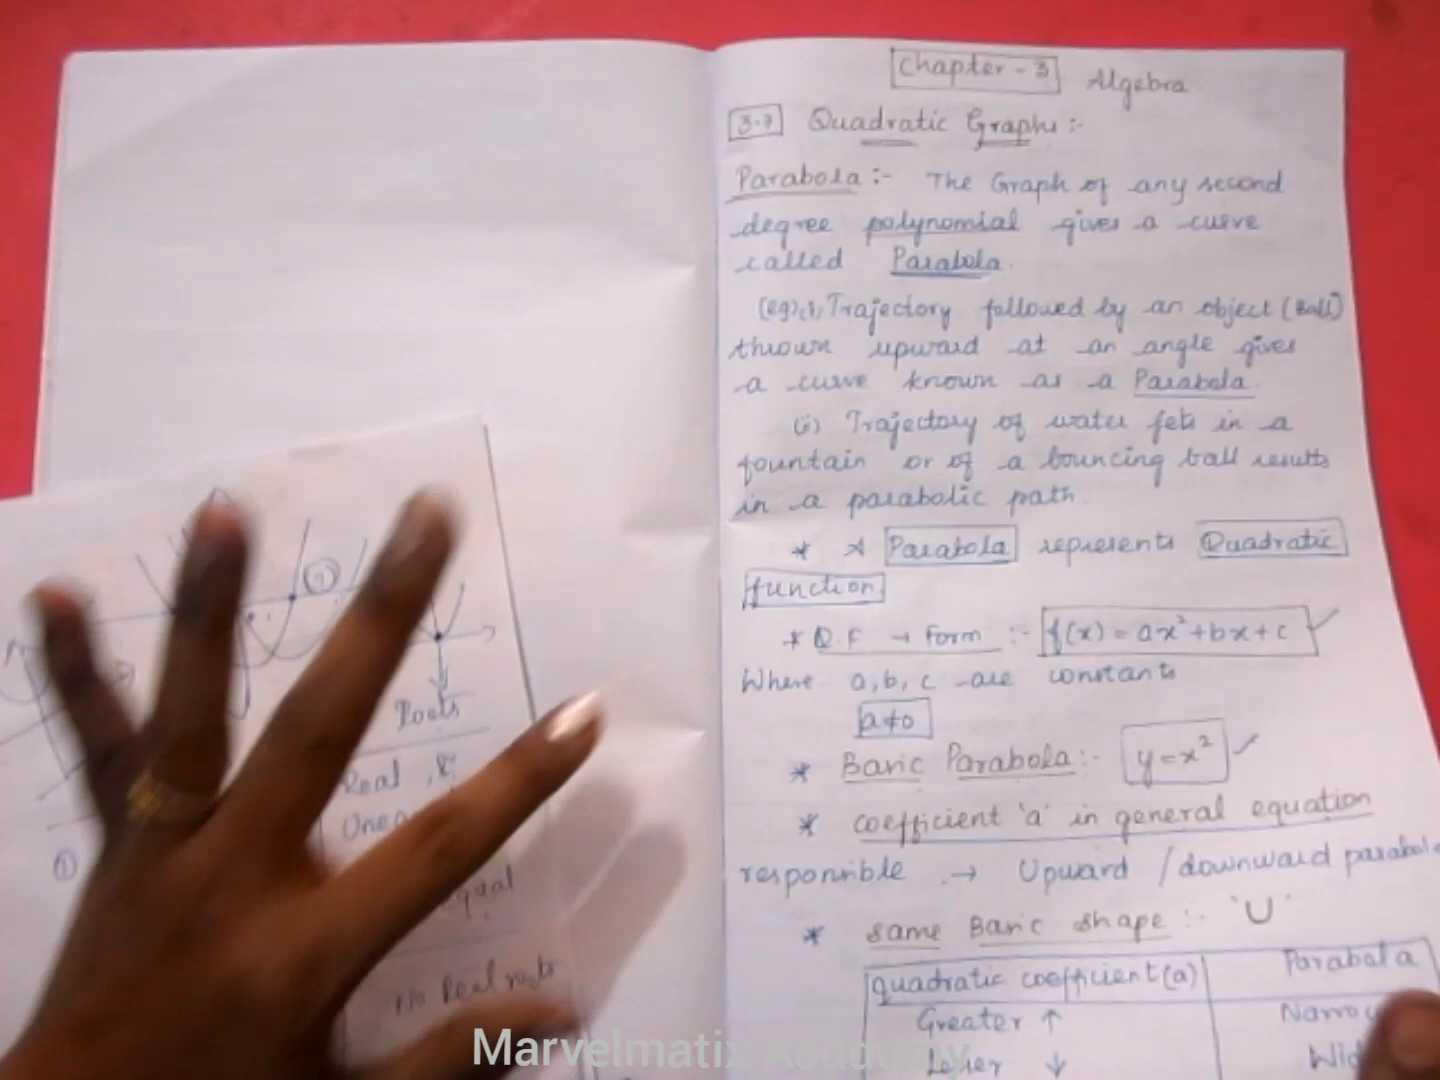 Chapter - 3 Algebra
3.7 Quadratic Graphs :-
Parabola :- The Graph of any second
degree polynomial gives a curve
called Parabola.
(eg) (i) Trajectory followed by an object (Ball)
thrown upward at an angle gives
a curve known as a Parabola.
(ii) Trajectory of water jets in a
fountain or of a bouncing ball results
in a parabolic path
* A Parabola represents Quadratic
function.
* Q.F → Form :- f(x) = ax²+bx+c ✓
Where a, b, c are constants
a≠0
* Basic Parabola :- y=x² ✓
* coefficient 'a' in general equation
responsible → Upward / downward parabola
* same Basic shape :- 'U'
quadratic coefficient (a) Parabola
Greater ↑ Narrow
Lesser ↓
Roots
Real &
No Real roots
Marvelmatix Academy